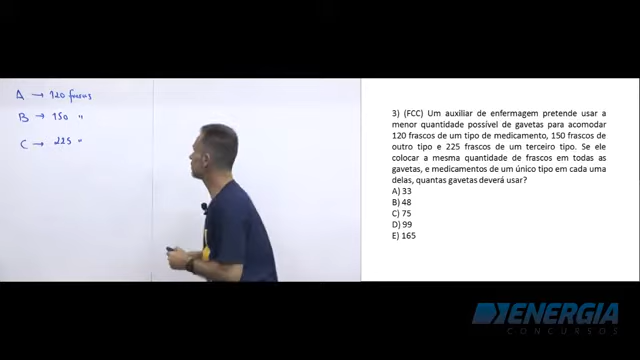 A → 120 frascos
B → 150 "
C → 225 "
3) (FCC) Um auxiliar de enfermagem pretende usar a
menor quantidade possível de gavetas para acomodar
120 frascos de um tipo de medicamento, 150 frascos de
outro tipo e 225 frascos de um terceiro tipo. Se ele
colocar a mesma quantidade de frascos em todas as
gavetas, e medicamentos de um único tipo em cada uma
delas, quantas gavetas deverá usar?
A) 33
B) 48
C) 75
D) 99
E) 165
ENERGIA
CONCURSOS